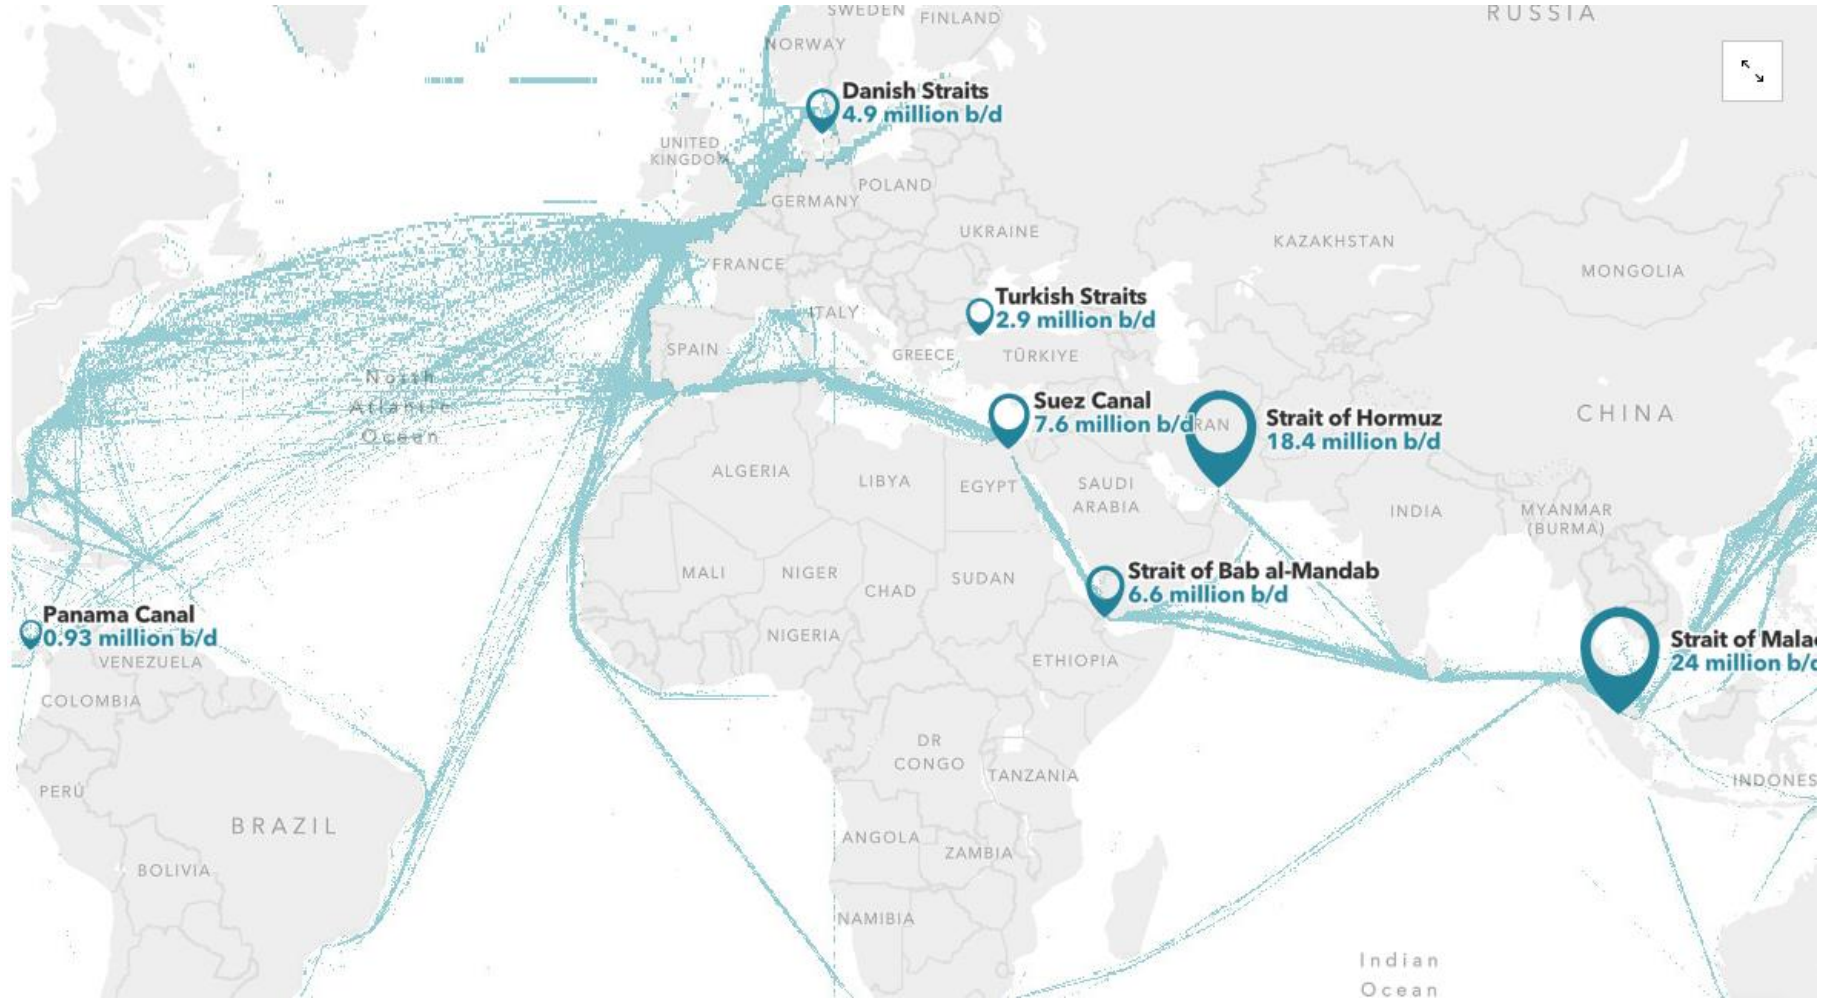 SWEDEN
FINLAND
RUSSIA
NORWAY
Danish Straits
4.9 million b/d
UNITED
KINGDOM
POLAND
GERMANY
UKRAINE
KAZAKHSTAN
FRANCE
MONGOLIA
Turkish Straits
2.9 million b/d
ITALY
SPAIN
GREECE
TÜRKIYE
North
Atlantic
Ocean
Suez Canal
7.6 million b/d
IRAN
Strait of Hormuz
18.4 million b/d
CHINA
ALGERIA
LIBYA
EGYPT
SAUDI
ARABIA
INDIA
MYANMAR
(BURMA)
MALI
NIGER
CHAD
SUDAN
Strait of Bab al-Mandab
6.6 million b/d
Panama Canal
0.93 million b/d
VENEZUELA
NIGERIA
ETHIOPIA
Strait of Mala
24 million b/
COLOMBIA
DR
CONGO
TANZANIA
PERÚ
INDONES
BRAZIL
ANGOLA
ZAMBIA
BOLIVIA
NAMIBIA
Indian
Ocean